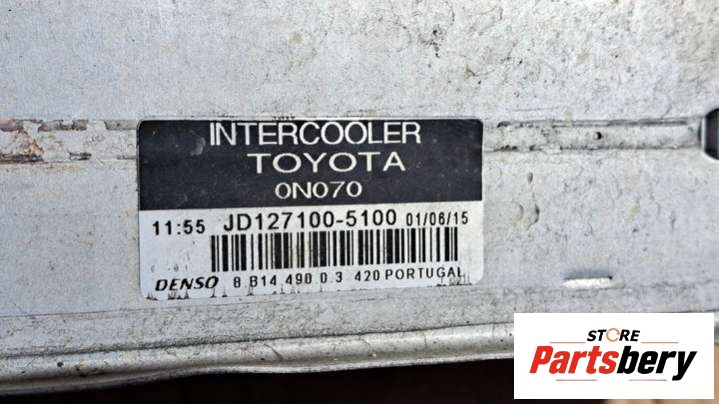 INTERCOOLER
TOYOTA
0N070
11:55 JD127100-5100 01/06/15
DENSO 8 B14 490 0.3 420 PORTUGAL
STORE
Partsbery